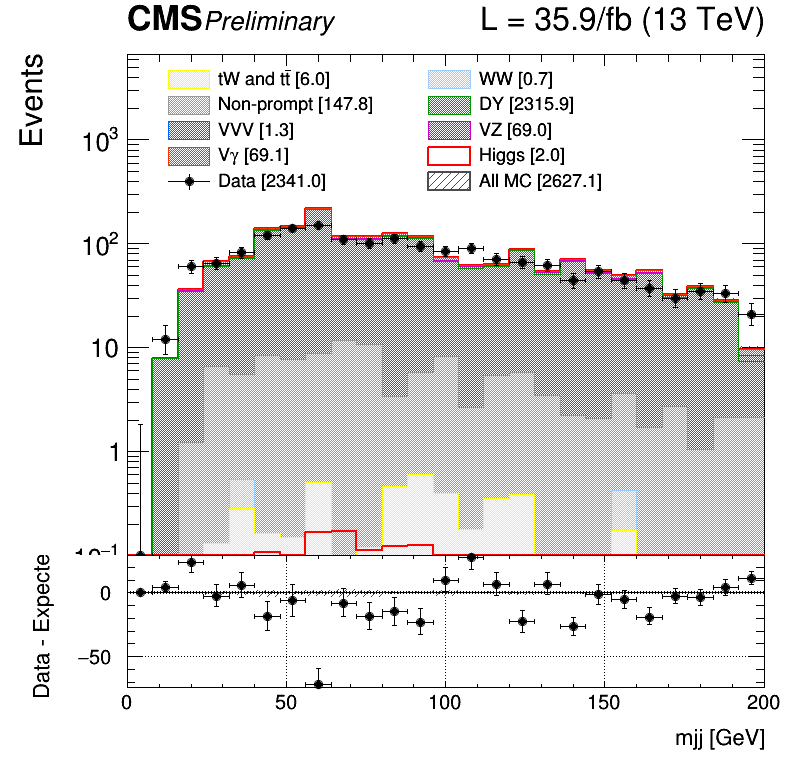 CMS Preliminary L = 35.9/fb (13 TeV)
Events
tW and tt̄ [6.0] WW [0.7]
Non-prompt [147.8] DY [2315.9]
VVV [1.3] VZ [69.0]
Vγ [69.1] Higgs [2.0]
Data [2341.0] All MC [2627.1]
10³
10²
10
1
10⁻¹
Data - Expecte
0
−50
0 50 100 150 200
mjj [GeV]